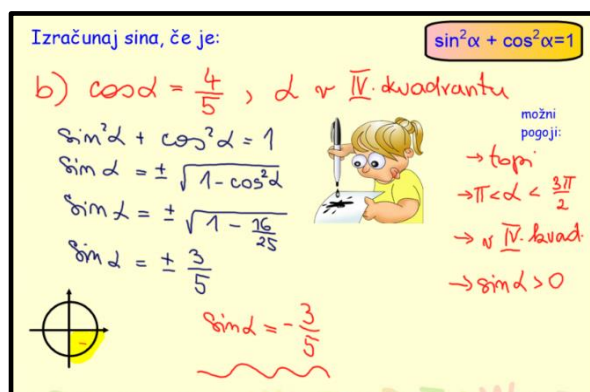 Izračunaj sina, če je:
sin²α + cos²α=1
b) cosα = 4/5 , α v IV. kvadrantu
sin²α + cos²α = 1
sin α = ± √(1 - cos²α)
sin α = ± √(1 - 16/25)
sin α = ± 3/5
možni
pogoji:
→ topi
→ π < α < 3π/2
→ v IV. kvad.
→ sin α > 0
-
sin α = - 3/5